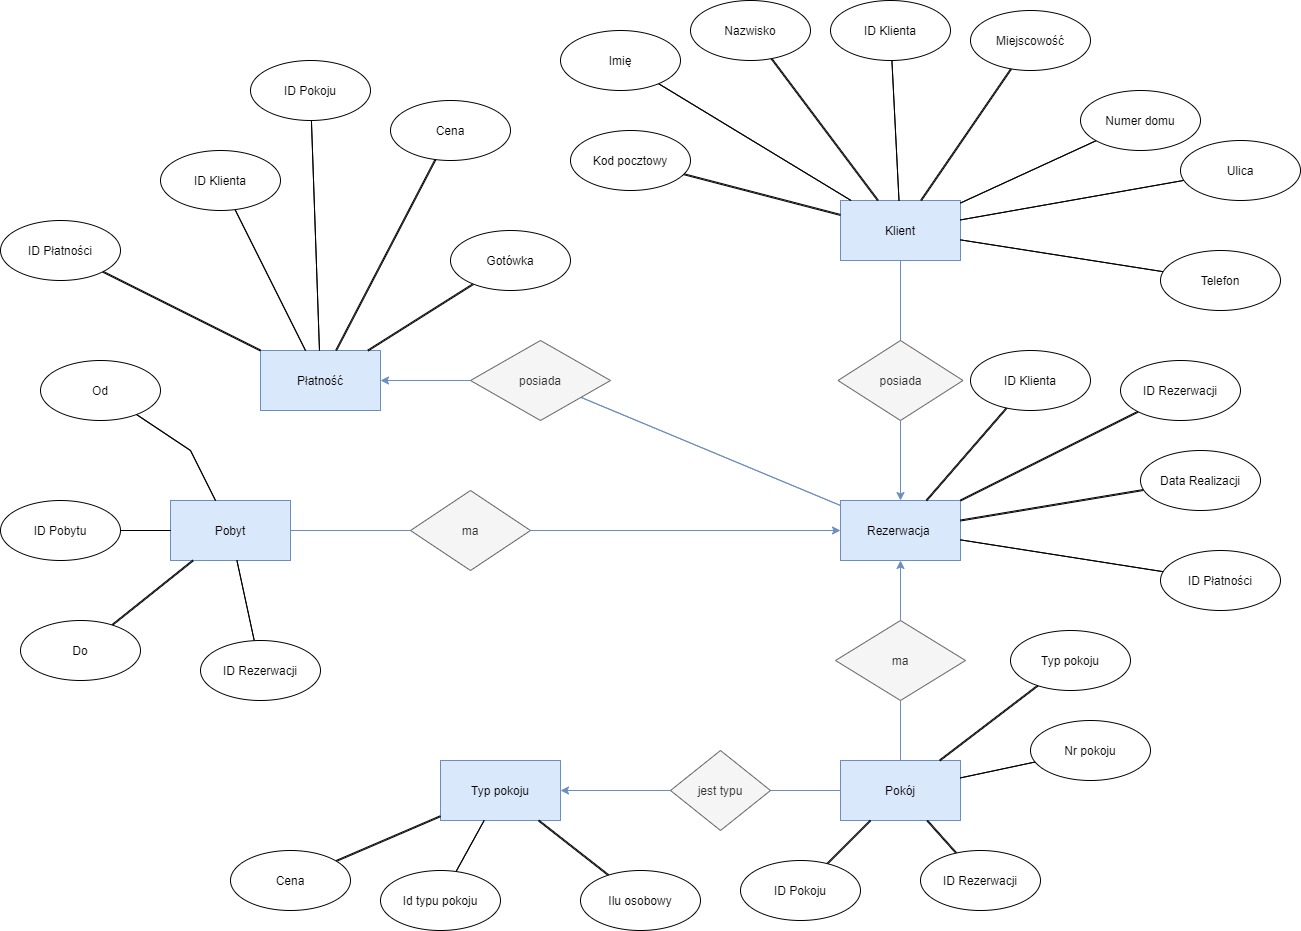 Nazwisko
ID Klienta
Miejscowość
Imię
ID Pokoju
Cena
Numer domu
Kod pocztowy
Ulica
ID Klienta
Klient
ID Płatności
Gotówka
Telefon
Płatność
posiada
posiada
ID Klienta
Od
ID Rezerwacji
Data Realizacji
ID Pobytu
Pobyt
ma
Rezerwacja
ID Płatności
Do
ID Rezerwacji
ma
Typ pokoju
Nr pokoju
Typ pokoju
jest typu
Pokój
Cena
Id typu pokoju
Ilu osobowy
ID Pokoju
ID Rezerwacji